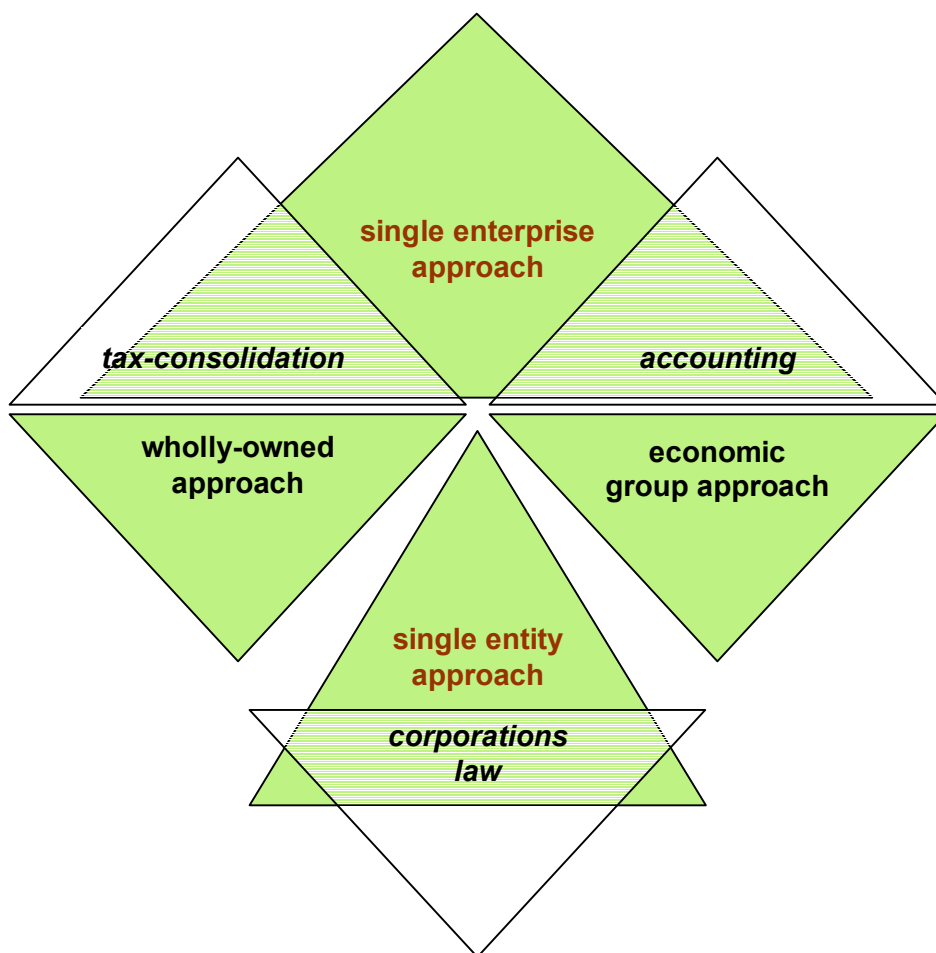 single enterprise
approach
tax-consolidation
accounting
wholly-owned
approach
economic
group approach
single entity
approach
corporations
law